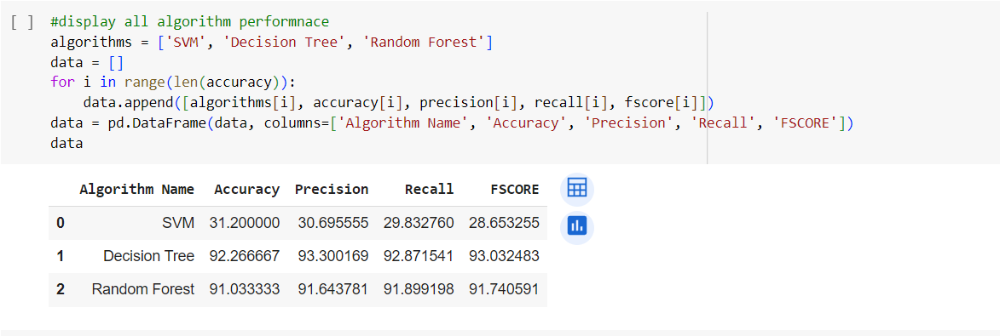 [ ] #display all algorithm performnace
algorithms = ['SVM', 'Decision Tree', 'Random Forest']
data = []
for i in range(len(accuracy)):
    data.append([algorithms[i], accuracy[i], precision[i], recall[i], fscore[i]])
data = pd.DataFrame(data, columns=['Algorithm Name', 'Accuracy', 'Precision', 'Recall', 'FSCORE'])
data
Algorithm Name Accuracy Precision Recall FSCORE
0 SVM 31.200000 30.695555 29.832760 28.653255
1 Decision Tree 92.266667 93.300169 92.871541 93.032483
2 Random Forest 91.033333 91.643781 91.899198 91.740591